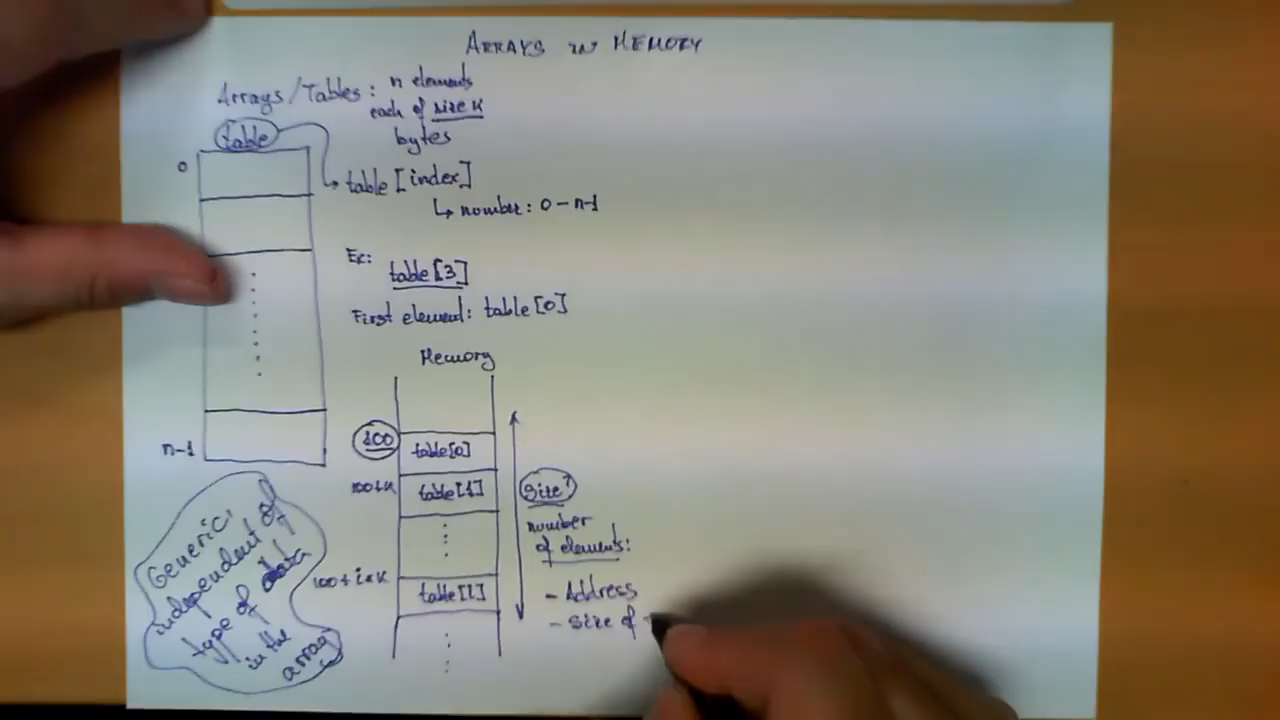 ARRAYS IN MEMORY
Arrays/Tables: n elements
each of size k
bytes
table
0
table [index]
↳ number: 0 - n-1
Ex:
table[3]
First element: table [0]
Memory
n-1
100
table[0]
100+k
table[1]
size?
number
of elements:
100+i*k
table[i]
- Address
- size of
Generic,
independent of
type of data
in the
array